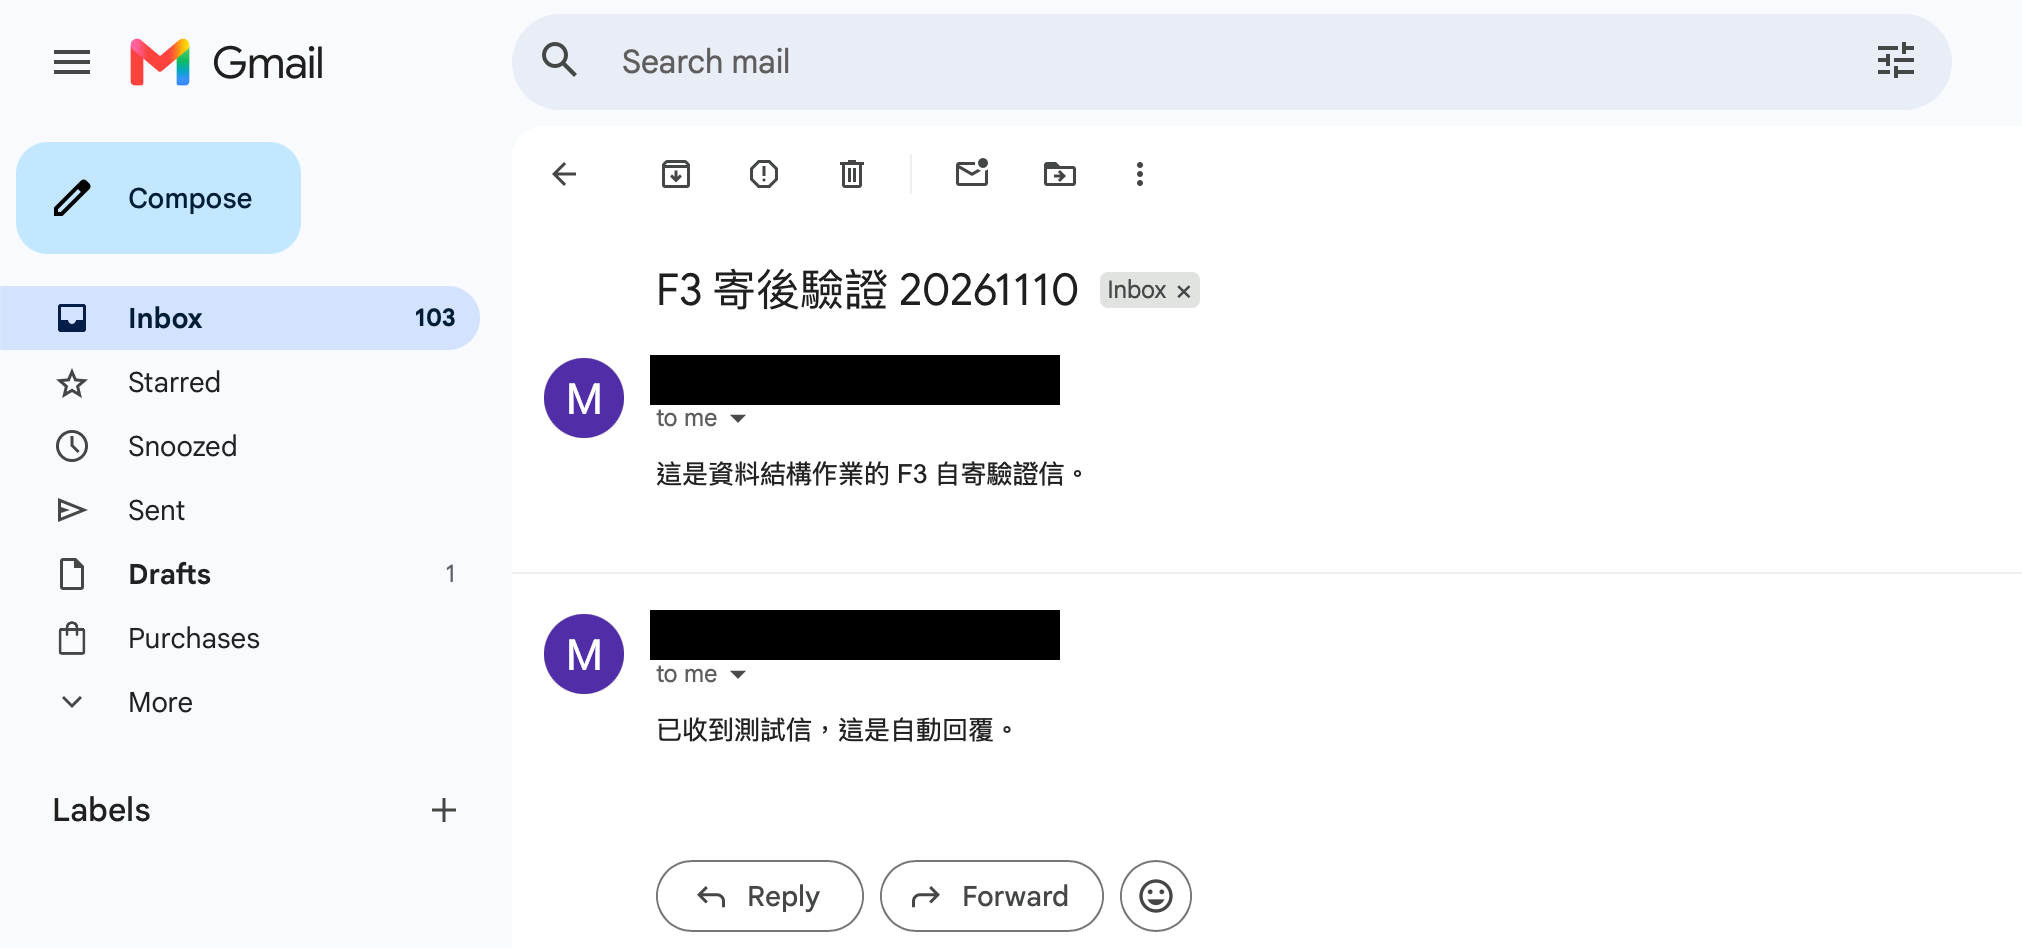 Gmail
Search mail
Compose
Inbox 103
Starred
Snoozed
Sent
Drafts 1
Purchases
More
Labels
F3 寄後驗證 20261110 Inbox ×
M
to me
這是資料結構作業的 F3 自寄驗證信。
M
to me
已收到測試信，這是自動回覆。
Reply Forward